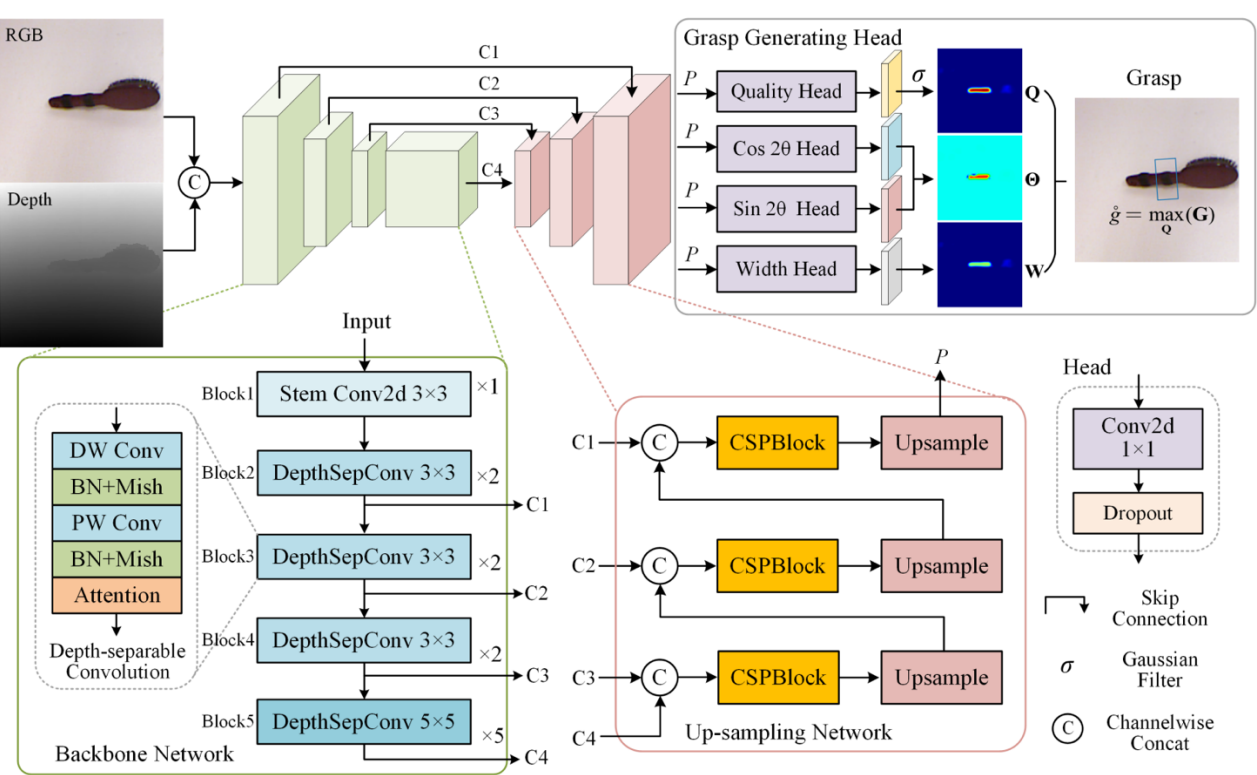 RGB
Depth
C
C1
C2
C3
C4
Grasp Generating Head
P
Quality Head
σ
Q
P
Cos 2θ Head
Θ
P
Sin 2θ Head
P
Width Head
W
Grasp
g̊ = max(G)
Q
Input
Block1
Stem Conv2d 3×3
×1
Block2
DepthSepConv 3×3
×2
C1
Block3
DepthSepConv 3×3
×2
C2
Block4
DepthSepConv 3×3
×2
C3
Block5
DepthSepConv 5×5
×5
C4
DW Conv
BN+Mish
PW Conv
BN+Mish
Attention
Depth-separable
Convolution
Backbone Network
P
C1
C
CSPBlock
Upsample
C2
C
CSPBlock
Upsample
C3
C
CSPBlock
Upsample
C4
Up-sampling Network
Head
Conv2d
1×1
Dropout
Skip
Connection
σ
Gaussian
Filter
C
Channelwise
Concat